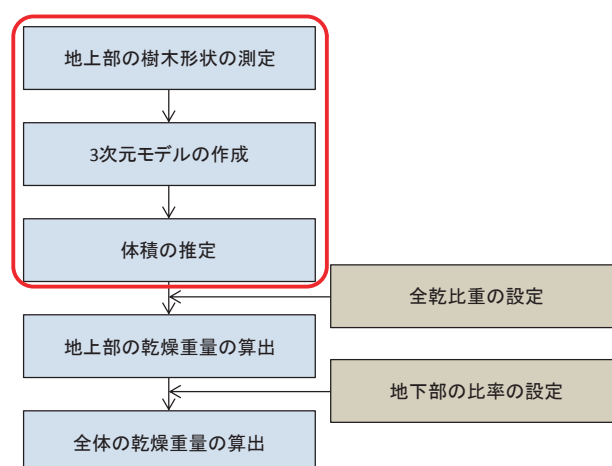 地上部の樹木形状の測定
3次元モデルの作成
体積の推定
全乾比重の設定
地上部の乾燥重量の算出
地下部の比率の設定
全体の乾燥重量の算出